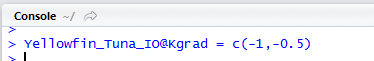 Console ~/
>
> Yellowfin_Tuna_IO@Kgrad = c(-1,-0.5)
>